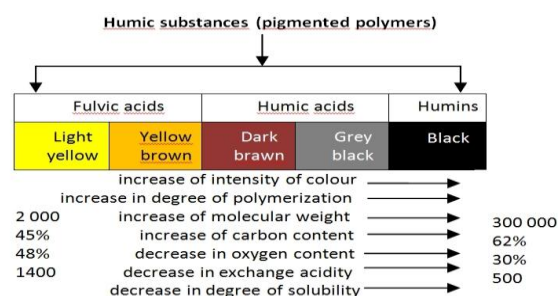 Humic substances (pigmented polymers)
Fulvic acids Humic acids Humins
Light yellow Yellow brown Dark brawn Grey black Black
increase of intensity of colour
increase in degree of polymerization
2 000 increase of molecular weight 300 000
45% increase of carbon content 62%
48% decrease in oxygen content 30%
1400 decrease in exchange acidity 500
decrease in degree of solubility